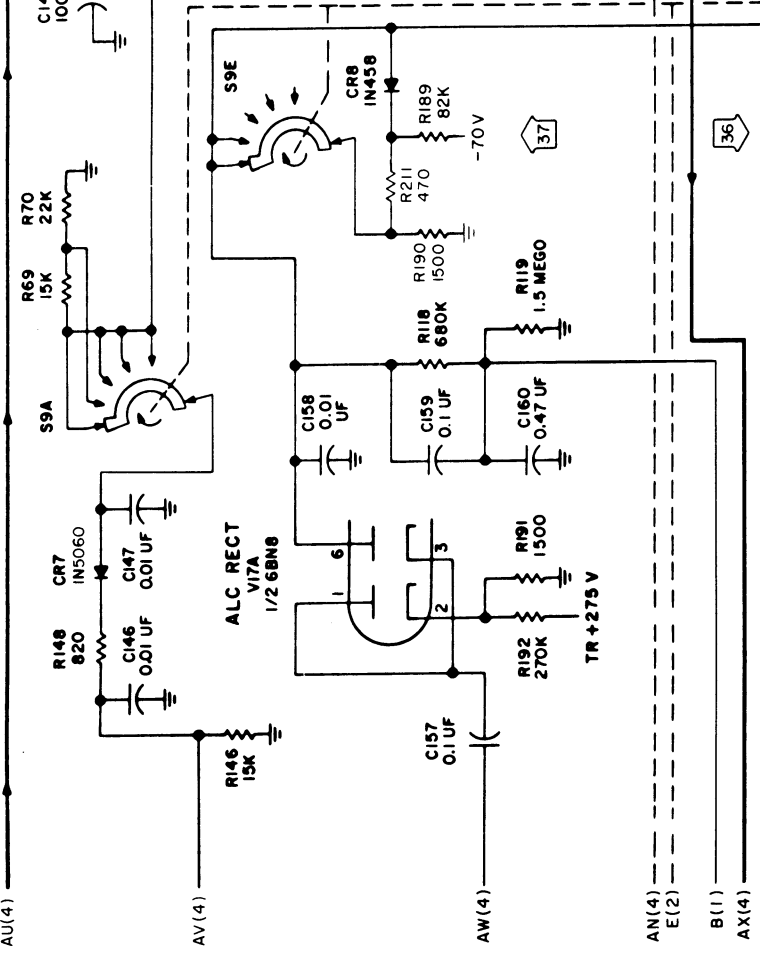 C14
100
S9E
CR8
1N458
R189
82K
-70V
37
36
R70
22K
R69
15K
R211
470
R190
1500
R119
1.5 MEGO
R118
680K
S9A
C158
0.01
UF
C159
0.1 UF
C160
0.47 UF
CR7
1N5060
C147
0.01 UF
ALC RECT
V17A
1/2 6BN8
6
3
1
2
R191
1500
R148
820
C146
0.01 UF
R192
270K
TR +275V
R146
15K
C157
0.1 UF
AU(4)
AV(4)
AW(4)
AN(4)
E(2)
B(1)
AX(4)